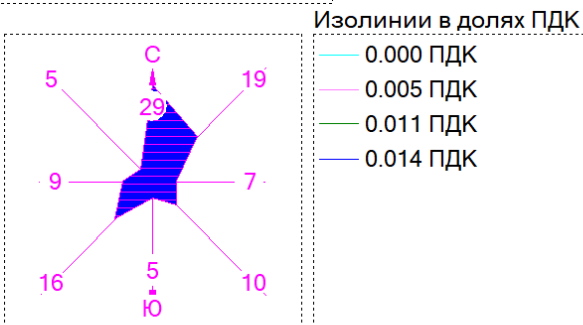 Изолинии в долях ПДК
0.000 ПДК
0.005 ПДК
0.011 ПДК
0.014 ПДК
С
5
19
29
9
7
16
5
10
Ю